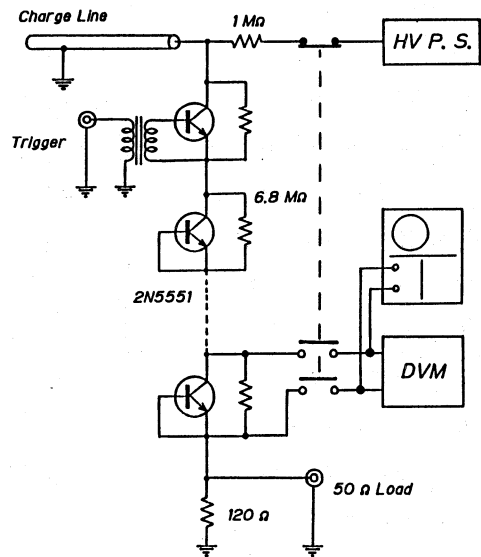 Charge Line
1 MΩ
HV P. S.
Trigger
6.8 MΩ
2N5551
DVM
50 Ω Load
120 Ω